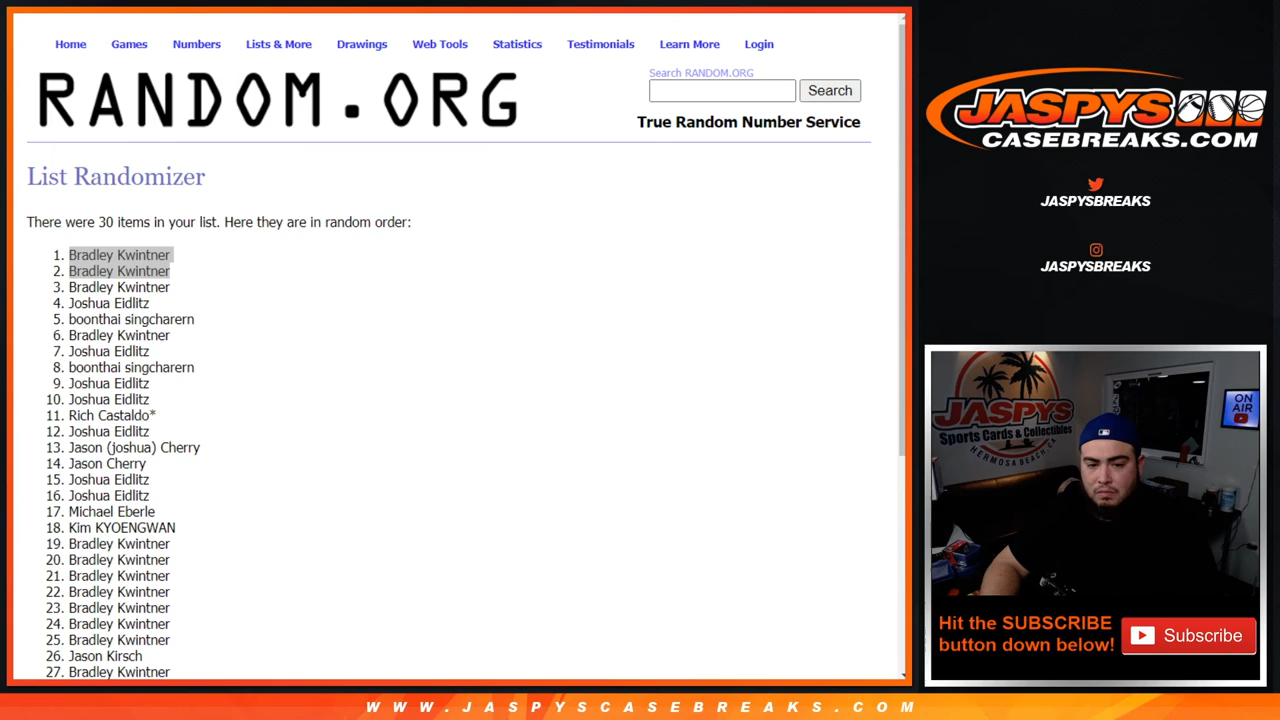 Home Games Numbers Lists & More Drawings Web Tools Statistics Testimonials Learn More Login
RANDOM.ORG
Search RANDOM.ORG
Search
True Random Number Service
List Randomizer
There were 30 items in your list. Here they are in random order:
1. Bradley Kwintner
2. Bradley Kwintner
3. Bradley Kwintner
4. Joshua Eidlitz
5. boonthai singcharern
6. Bradley Kwintner
7. Joshua Eidlitz
8. boonthai singcharern
9. Joshua Eidlitz
10. Joshua Eidlitz
11. Rich Castaldo*
12. Joshua Eidlitz
13. Jason (joshua) Cherry
14. Jason Cherry
15. Joshua Eidlitz
16. Joshua Eidlitz
17. Michael Eberle
18. Kim KYOENGWAN
19. Bradley Kwintner
20. Bradley Kwintner
21. Bradley Kwintner
22. Bradley Kwintner
23. Bradley Kwintner
24. Bradley Kwintner
25. Bradley Kwintner
26. Jason Kirsch
27. Bradley Kwintner
JASPYS
CASEBREAKS.COM
JASPYSBREAKS
JASPYSBREAKS
JASPYS
Sports Cards & Collectibles
HERMOSA BEACH, CA
ON
AIR
Hit the SUBSCRIBE
button down below!
Subscribe
WWW.JASPYSCASEBREAKS.COM